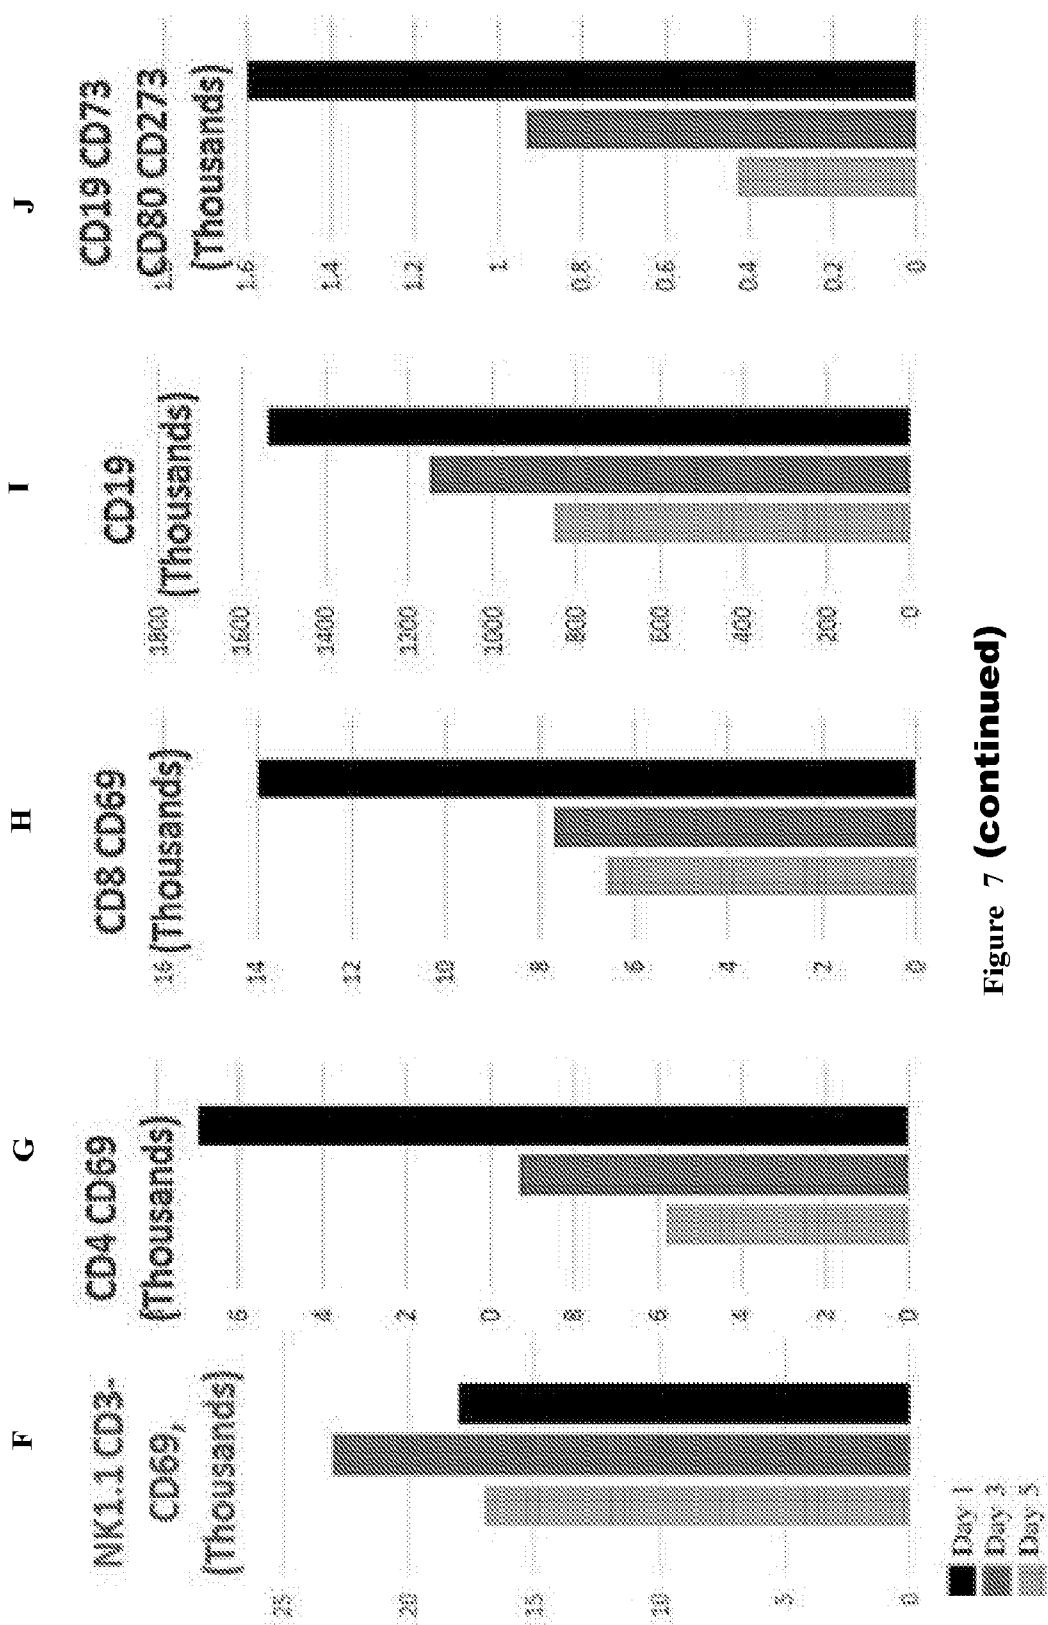 F
NK1.1 CD3-
CD69,
(Thousands)
25
20
15
10
5
0
G
CD4 CD69
(Thousands)
6
4
2
0
8
6
4
2
0
H
CD8 CD69
16 (Thousands)
14
12
10
8
6
4
2
0
I
CD19
1800
(Thousands)
1600
1400
1200
1000
800
600
400
200
0
J
CD19 CD73
CD80 CD273
(Thousands)
1.6
1.4
1.2
1
0.8
0.6
0.4
0.2
0
Day 1
Day 3
Day 5
Figure 7 (continued)